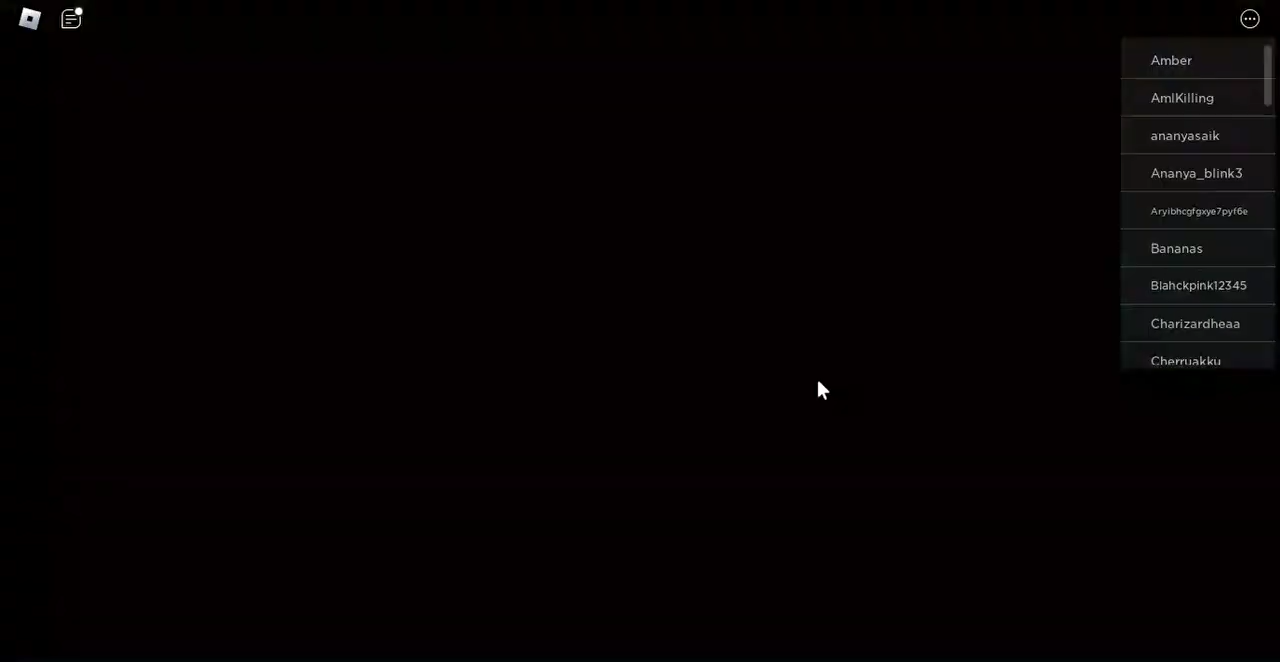 Amber
AmIKilling
ananyasaik
Ananya_blink3
Aryibhcgfgxye7pyf6e
Bananas
Blahckpink12345
Charizardheaa
Cherruakku